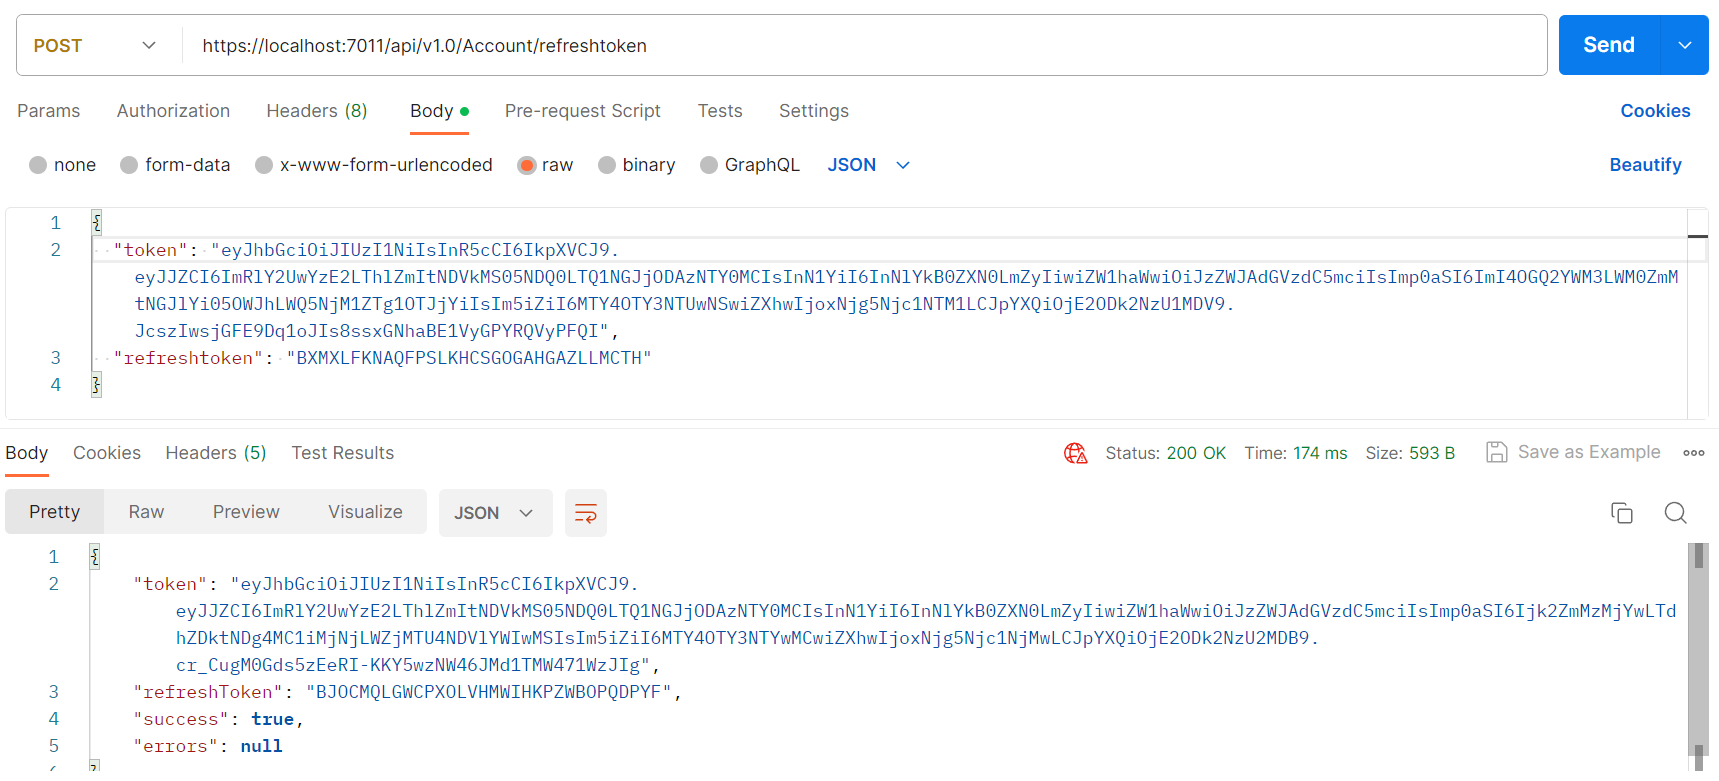 POST https://localhost:7011/api/v1.0/Account/refreshtoken Send
Params Authorization Headers (8) Body Pre-request Script Tests Settings Cookies
none form-data x-www-form-urlencoded raw binary GraphQL JSON Beautify
1 {
2 "token": "eyJhbGciOiJIUzI1NiIsInR5cCI6IkpXVCJ9.
eyJJZCI6ImRlY2UwYzE2LThlZmItNDVkMS05NDQ0LTQ1NGJjODAzNTY0MCIsInN1YiI6InNlYkB0ZXN0LmZyIiwiZW1haWwiOiJzZWJAdGVzdC5mciIsImp0aSI6ImI4OGQ2YWM3LWM0ZmM
tNGJlYi05OWJhLWQ5NjM1ZTg1OTJjYiIsIm5iZiI6MTY4OTY3NTUwNSwiZXhwIjoxNjg5Njc1NTM1LCJpYXQiOjE2ODk2NzU1MDV9.
JcszIwsjGFE9Dq1oJIs8ssxGNhaBE1VyGPYRQVyPFQI",
3 "refreshtoken": "BXMXLFKNAQFPSLKHCSGOGAHGAZLLMCTH"
4 }
Body Cookies Headers (5) Test Results Status: 200 OK Time: 174 ms Size: 593 B Save as Example
Pretty Raw Preview Visualize JSON
1 {
2 "token": "eyJhbGciOiJIUzI1NiIsInR5cCI6IkpXVCJ9.
eyJJZCI6ImRlY2UwYzE2LThlZmItNDVkMS05NDQ0LTQ1NGJjODAzNTY0MCIsInN1YiI6InNlYkB0ZXN0LmZyIiwiZW1haWwiOiJzZWJAdGVzdC5mciIsImp0aSI6Ijk2ZmMzMjYwLTd
hZDktNDg4MC1iMjNjLWZjMTU4NDVlYWIwMSIsIm5iZiI6MTY4OTY3NTYwMCwiZXhwIjoxNjg5Njc1NjMwLCJpYXQiOjE2ODk2NzU2MDB9.
cr_CugM0Gds5zEeRI-KKY5wzNW46JMd1TMW471WzJIg",
3 "refreshToken": "BJOCMQLGWCPXOLVHMWIHKPZWBOPQDPYF",
4 "success": true,
5 "errors": null